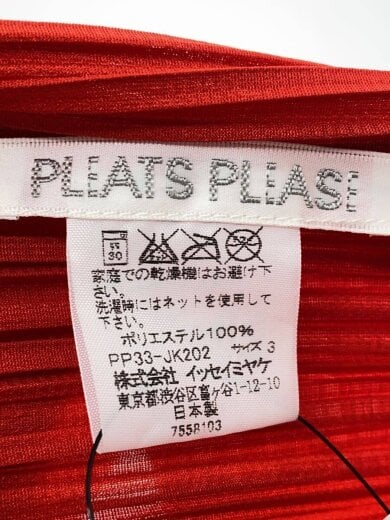 PLEATS PLEASE
弱
30
家庭での乾燥機はお避け下
さい。
洗濯時にはネットを使用して
下さい。
ポリエステル100%
PP33-JK202 サイズ 3
株式会社 イッセイミヤケ
東京都渋谷区富ヶ谷1-12-10
日本製
7558103